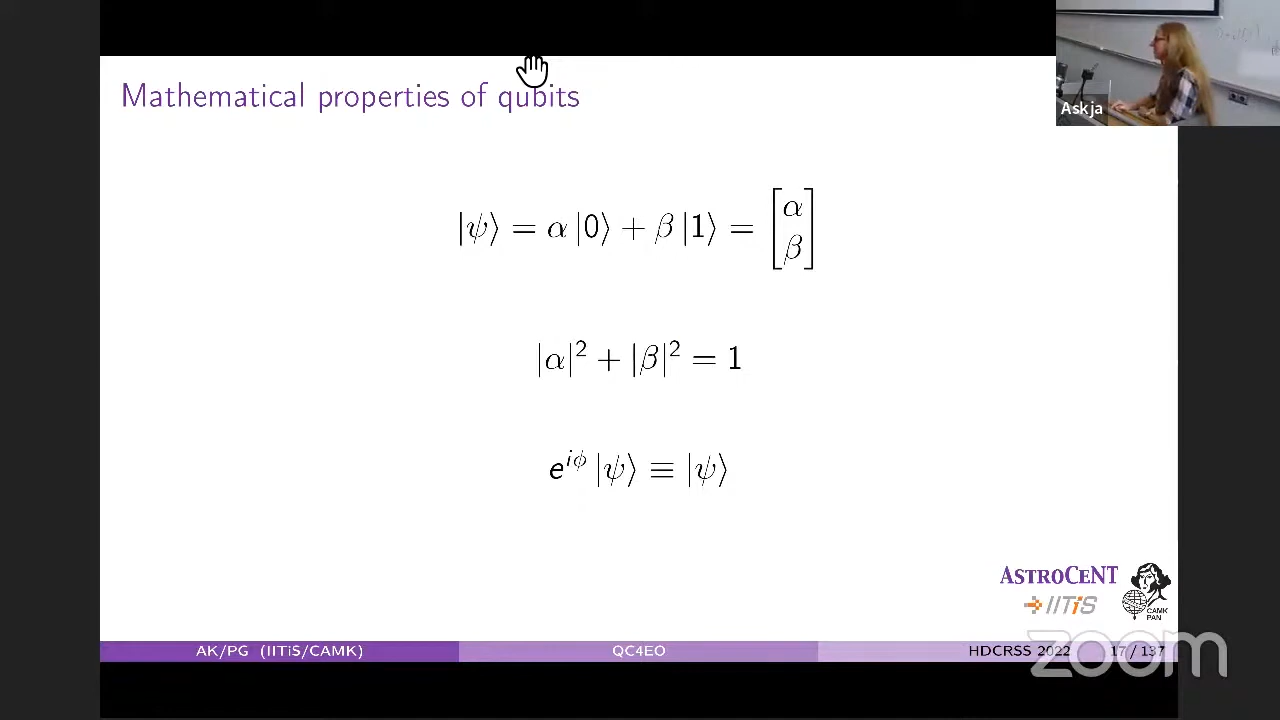 Mathematical properties of qubits
Askja
|ψ⟩ = α |0⟩ + β |1⟩ = [α
β]
|α|² + |β|² = 1
e^{iϕ} |ψ⟩ ≡ |ψ⟩
ASTROCENT
IITiS
CAMK
PAN
AK/PG (IITiS/CAMK)
QC4EO
HDCRSS 2022
17 / 137
zoom